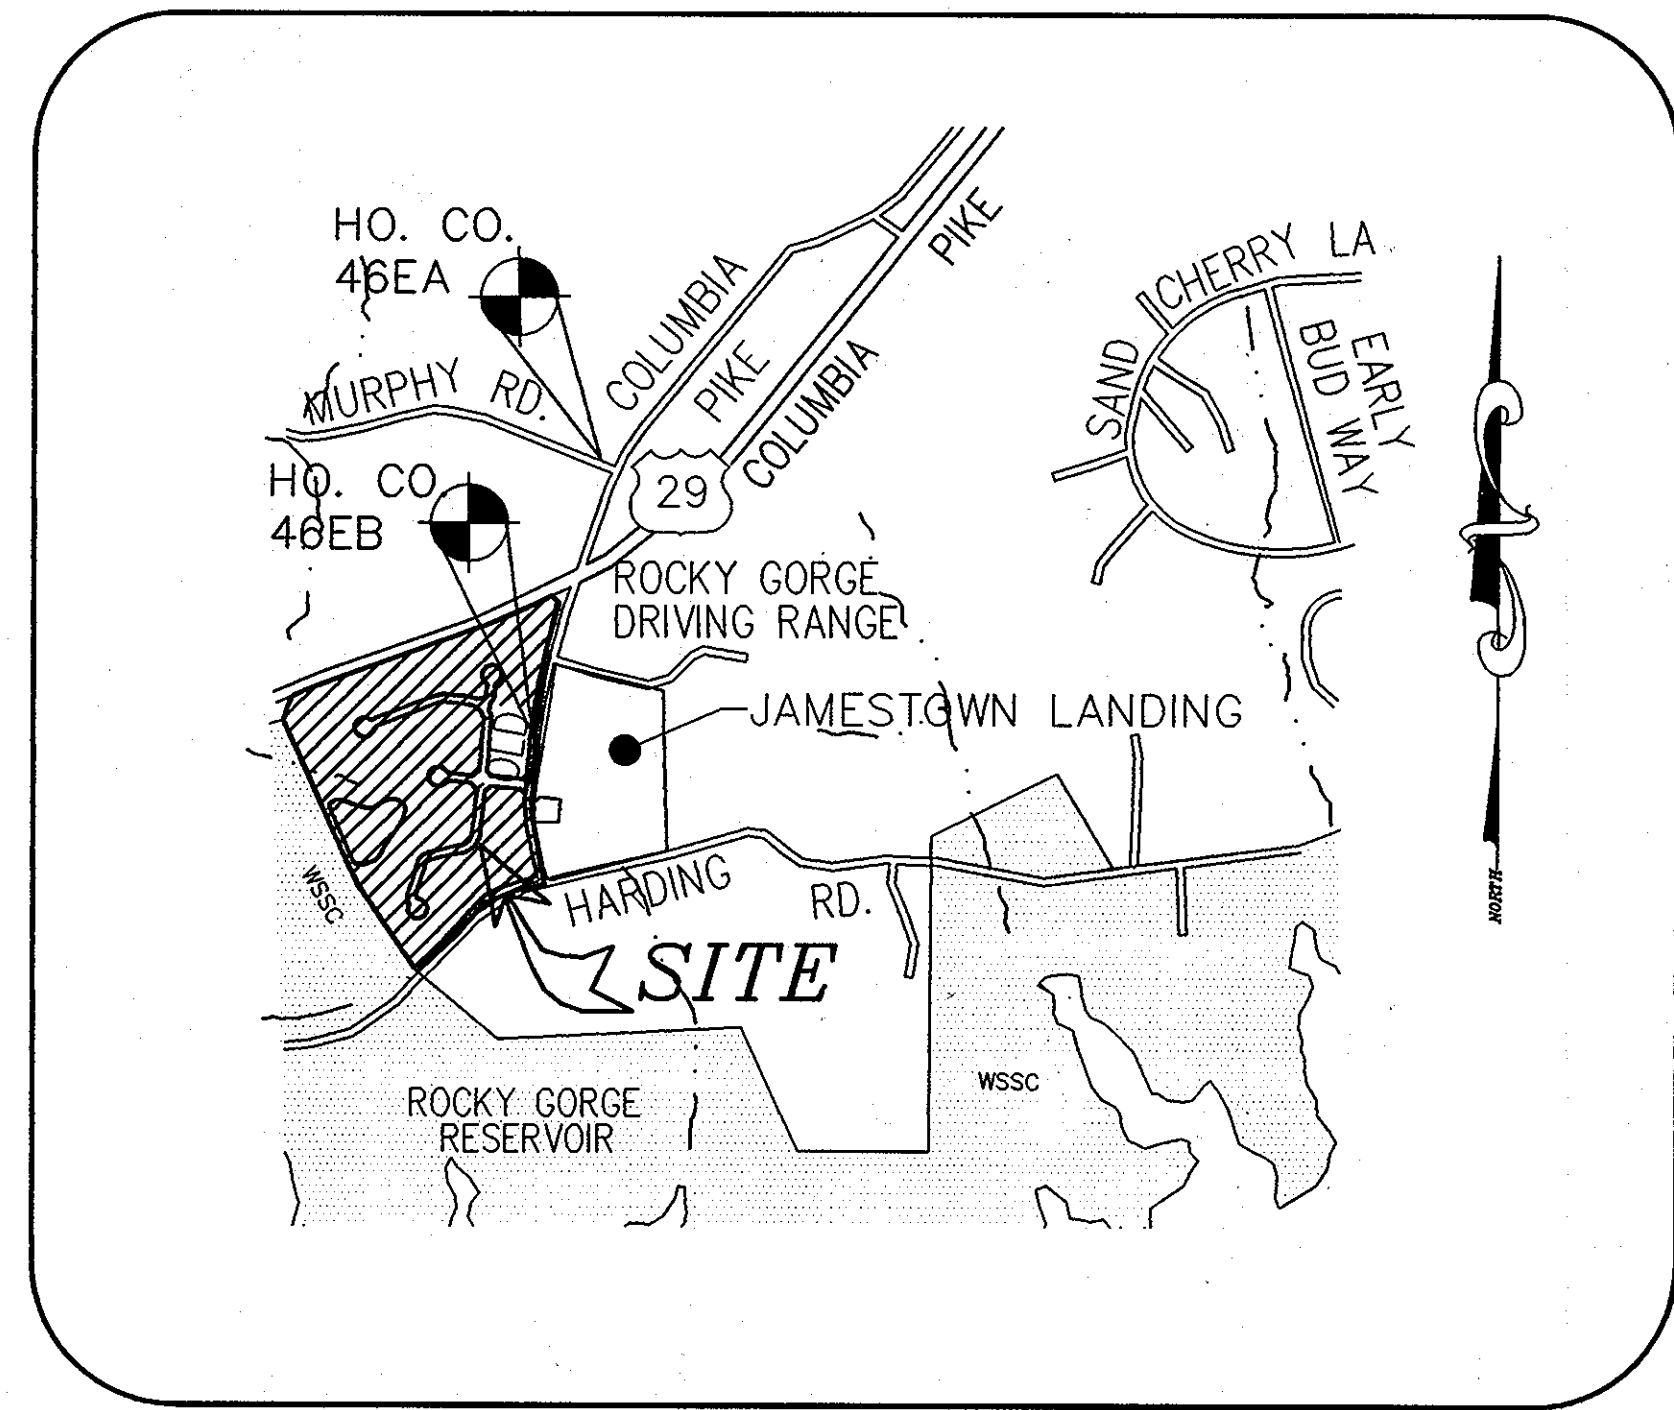 HO. CO.
46EA
COLUMBIA
PIKE
PIKE
COLUMBIA
SAND CHERRY LA
EARLY
BUD WAY
MURPHY RD.
HO. CO.
46EB
29
ROCKY GORGE
DRIVING RANGE
JAMESTOWN LANDING
OLD
WSSC
HARDING RD.
SITE
WSSC
ROCKY GORGE
RESERVOIR
NORTH